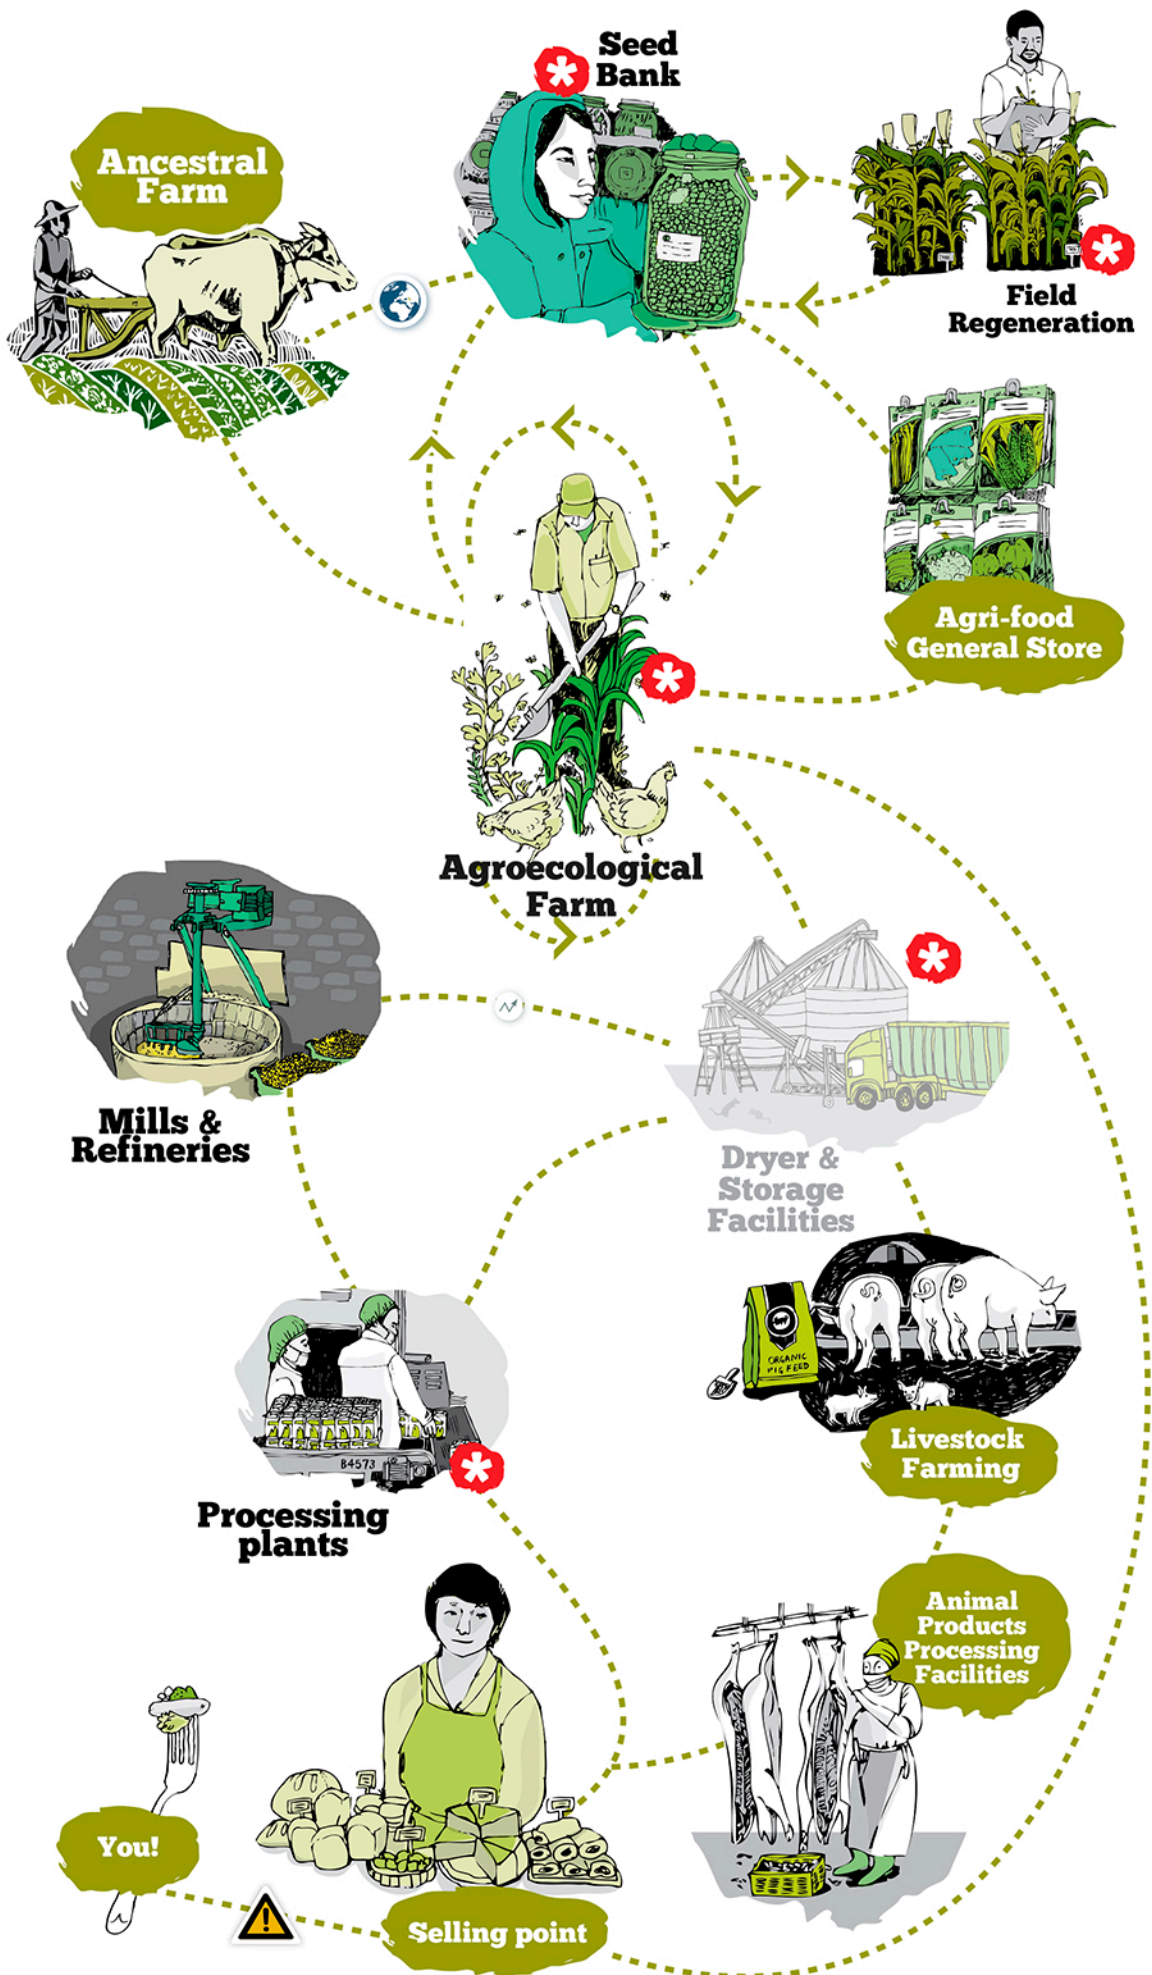 Seed
Bank
Ancestral
Farm
Field
Regeneration
Agri-food
General Store
Agroecological
Farm
Mills &
Refineries
Dryer &
Storage
Facilities
ORGANIC
PIG FEED
Livestock
Farming
B4573
Processing
plants
Animal
Products
Processing
Facilities
You!
Selling point